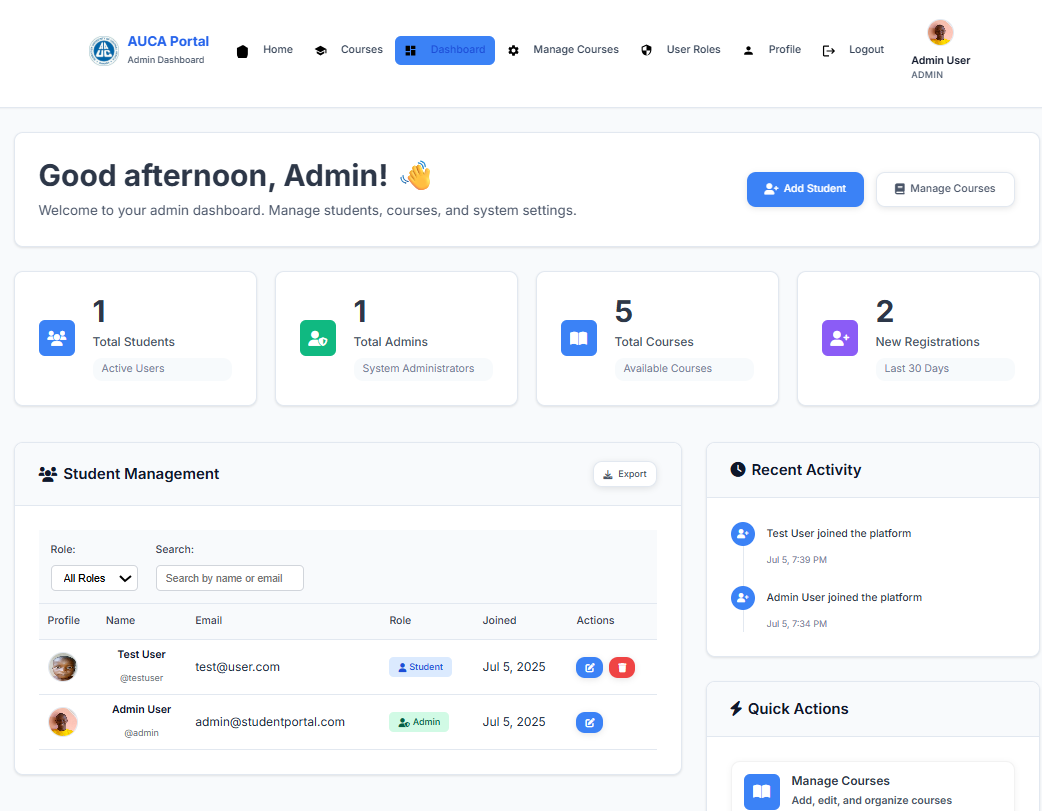 AUCA Portal
Admin Dashboard
Home
Courses
Dashboard
Manage Courses
User Roles
Profile
Logout
Admin User
ADMIN
Good afternoon, Admin! 👋
Welcome to your admin dashboard. Manage students, courses, and system settings.
Add Student
Manage Courses
1
Total Students
Active Users
1
Total Admins
System Administrators
5
Total Courses
Available Courses
2
New Registrations
Last 30 Days
Student Management
Export
Role:
Search:
All Roles
Search by name or email
Profile Name Email Role Joined Actions
Test User
@testuser
test@user.com
Student
Jul 5, 2025
Admin User
@admin
admin@studentportal.com
Admin
Jul 5, 2025
Recent Activity
Test User joined the platform
Jul 5, 7:39 PM
Admin User joined the platform
Jul 5, 7:34 PM
Quick Actions
Manage Courses
Add, edit, and organize courses